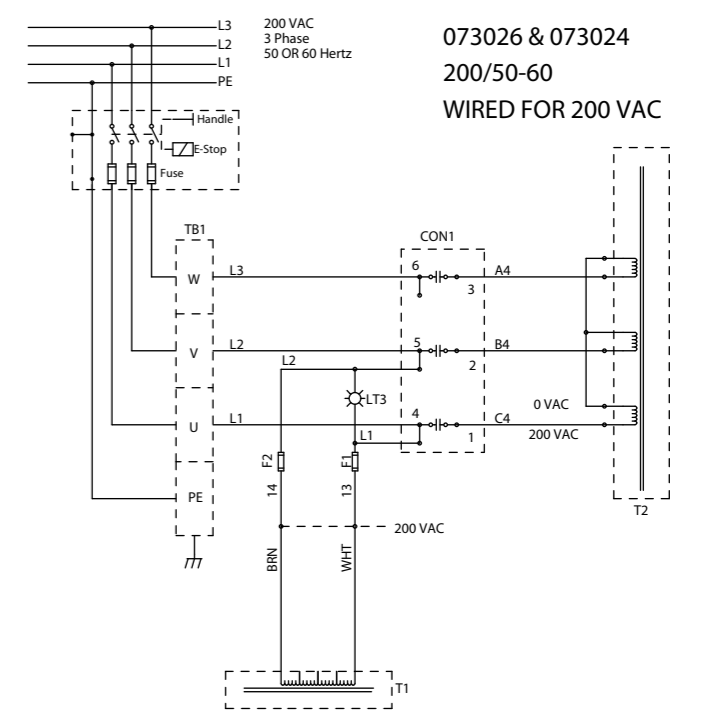 L3
L2
L1
PE
200 VAC
3 Phase
50 OR 60 Hertz
073026 & 073024
200/50-60
WIRED FOR 200 VAC
Handle
E-Stop
Fuse
TB1
CON1
W
L3
6
3
A4
V
L2
5
2
B4
L2
LT3
U
L1
4
1
C4
0 VAC
200 VAC
L1
F2
F1
14
13
PE
200 VAC
BRN
WHT
T2
T1